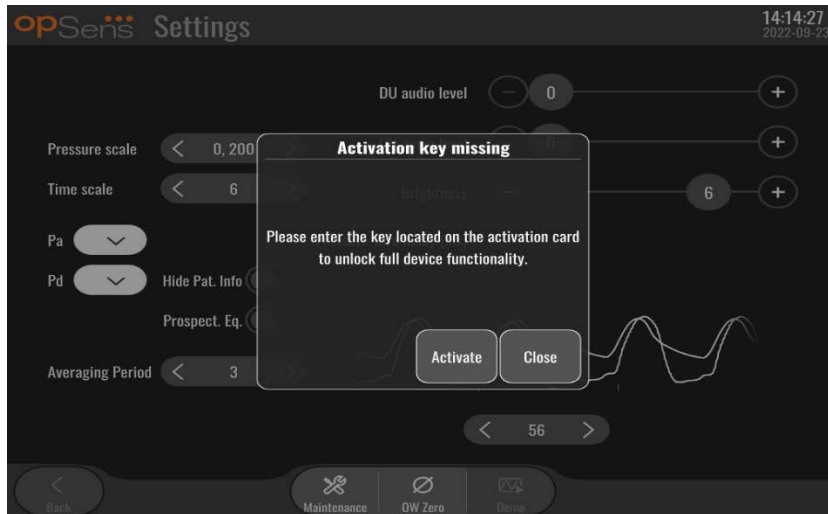 opSens Settings
14:14:27
2022-09-23
DU audio level
0
Pressure scale
0, 200
Activation key missing
Time scale
6
Brightness
6
Please enter the key located on the activation card
to unlock full device functionality.
Pa
Pd
Hide Pat. Info
Prospect. Eq.
Activate
Close
Averaging Period
3
56
Back
Maintenance
OW Zero
Demo